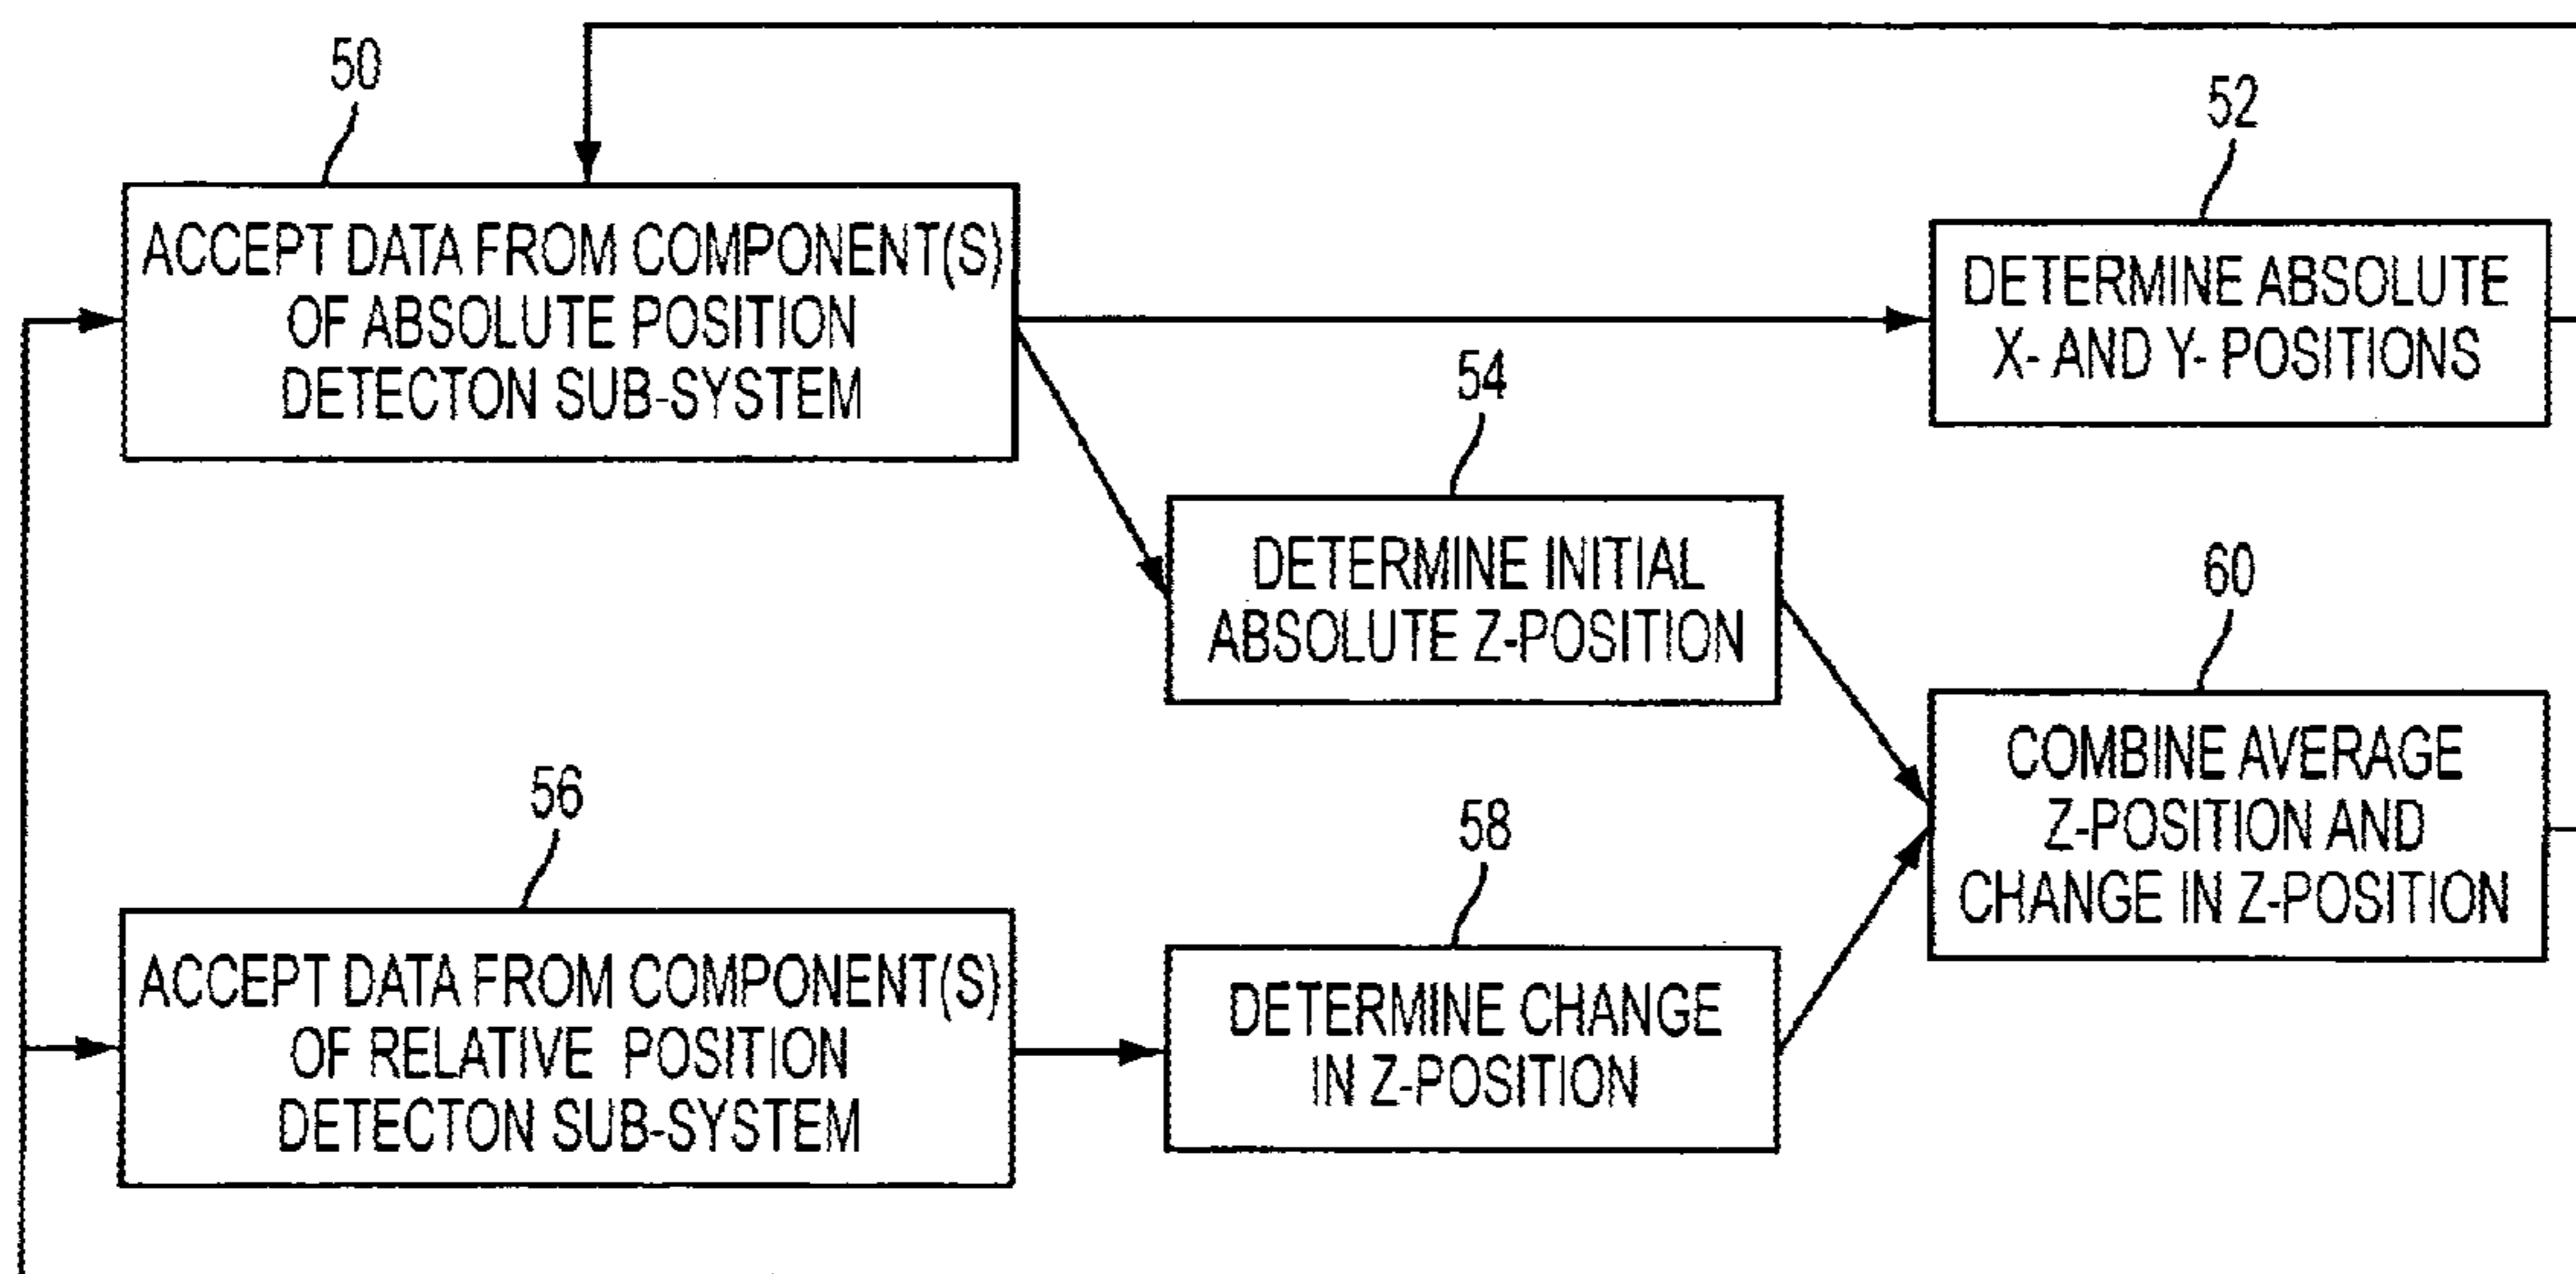 50
ACCEPT DATA FROM COMPONENT(S)
OF ABSOLUTE POSITION
DETECTON SUB-SYSTEM
52
DETERMINE ABSOLUTE
X- AND Y- POSITIONS
54
DETERMINE INITIAL
ABSOLUTE Z-POSITION
56
ACCEPT DATA FROM COMPONENT(S)
OF RELATIVE POSITION
DETECTON SUB-SYSTEM
58
DETERMINE CHANGE
IN Z-POSITION
60
COMBINE AVERAGE
Z-POSITION AND
CHANGE IN Z-POSITION